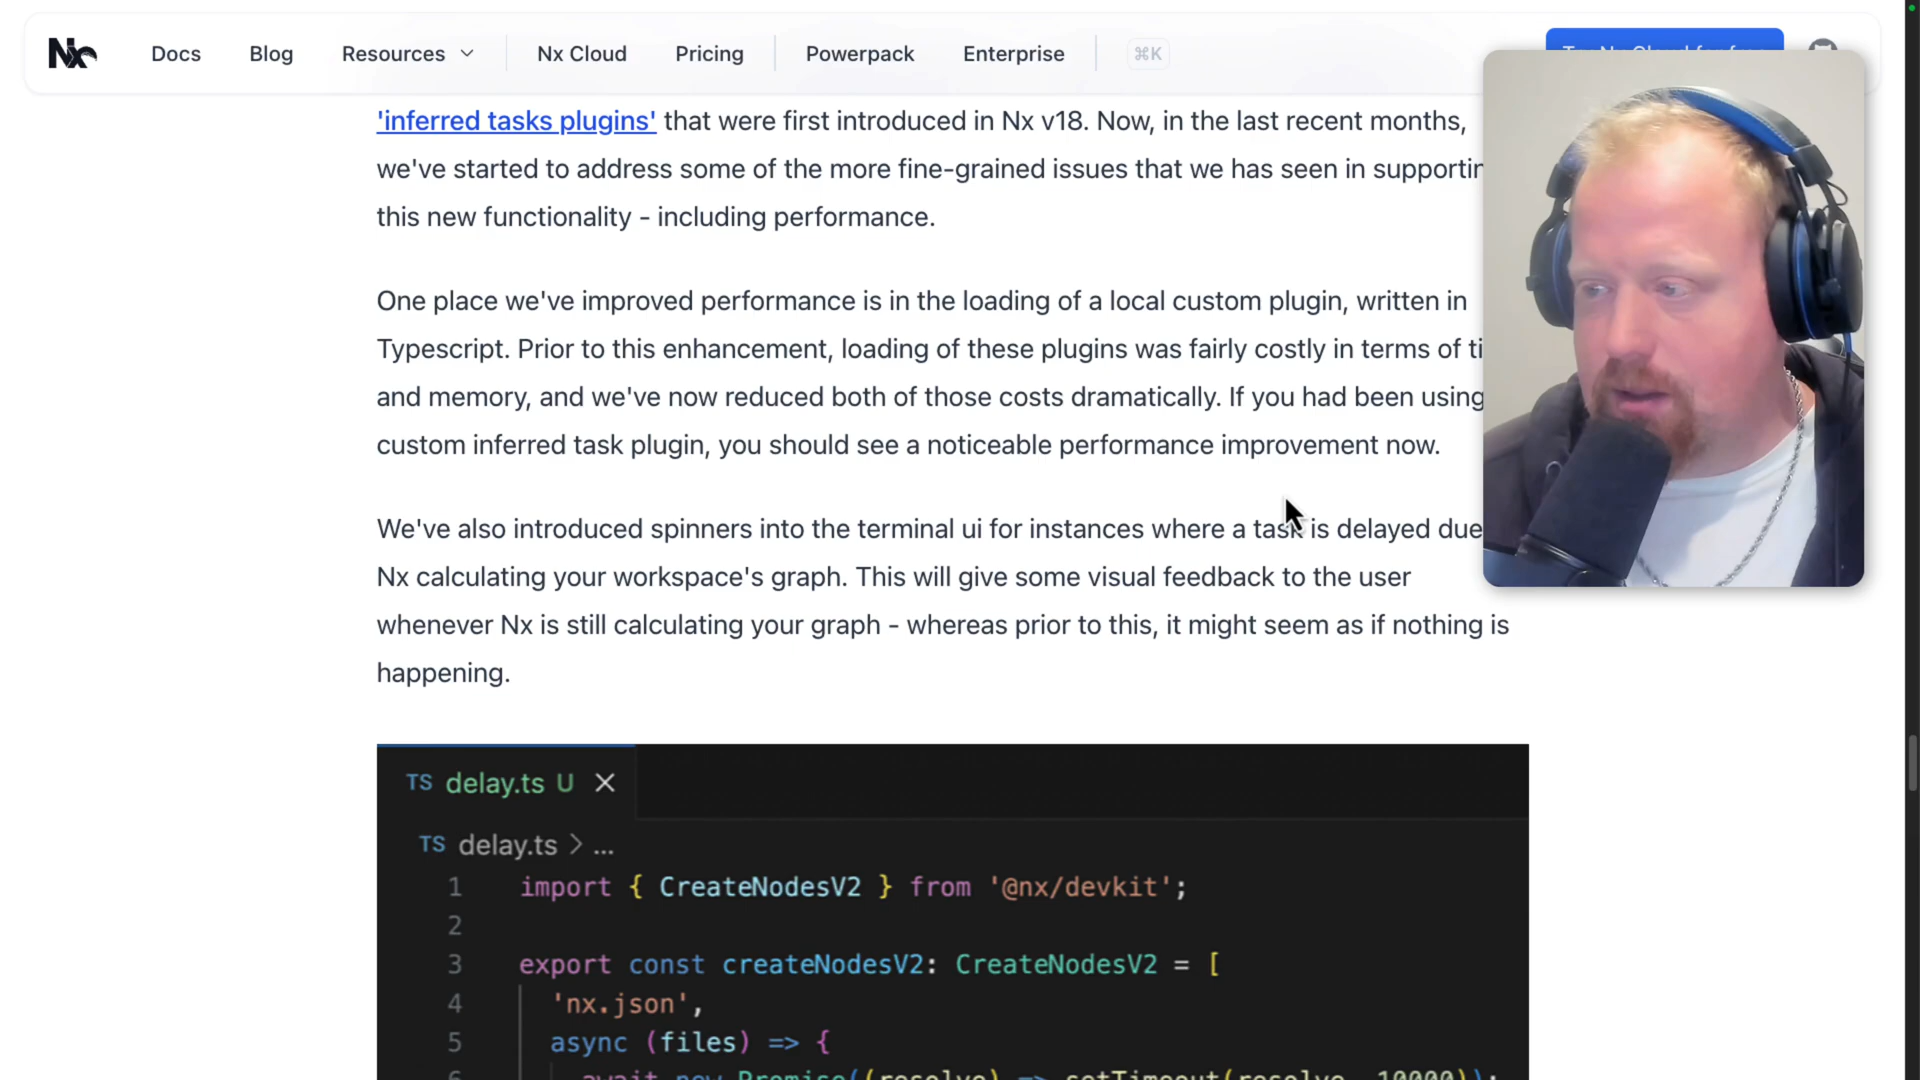 Nx Docs Blog Resources Nx Cloud Pricing Powerpack Enterprise ⌘K
'inferred tasks plugins' that were first introduced in Nx v18. Now, in the last recent months,
we've started to address some of the more fine-grained issues that we has seen in
this new functionality - including performance.
One place we've improved performance is in the loading of a local custom plugin, written in
Typescript. Prior to this enhancement, loading of these plugins was fairly costly in terms of
and memory, and we've now reduced both of those costs dramatically. If you had been using
custom inferred task plugin, you should see a noticeable performance improvement now.
We've also introduced spinners into the terminal ui for instances where a task is delayed due
Nx calculating your workspace's graph. This will give some visual feedback to the user
whenever Nx is still calculating your graph - whereas prior to this, it might seem as if nothing is
happening.
TS delay.ts U
TS delay.ts > ...
1 import { CreateNodesV2 } from '@nx/devkit';
2
3 export const createNodesV2: CreateNodesV2 = [
4 'nx.json',
5 async (files) => {
6 await new Promise((resolve) => setTimeout(resolve, 10000));